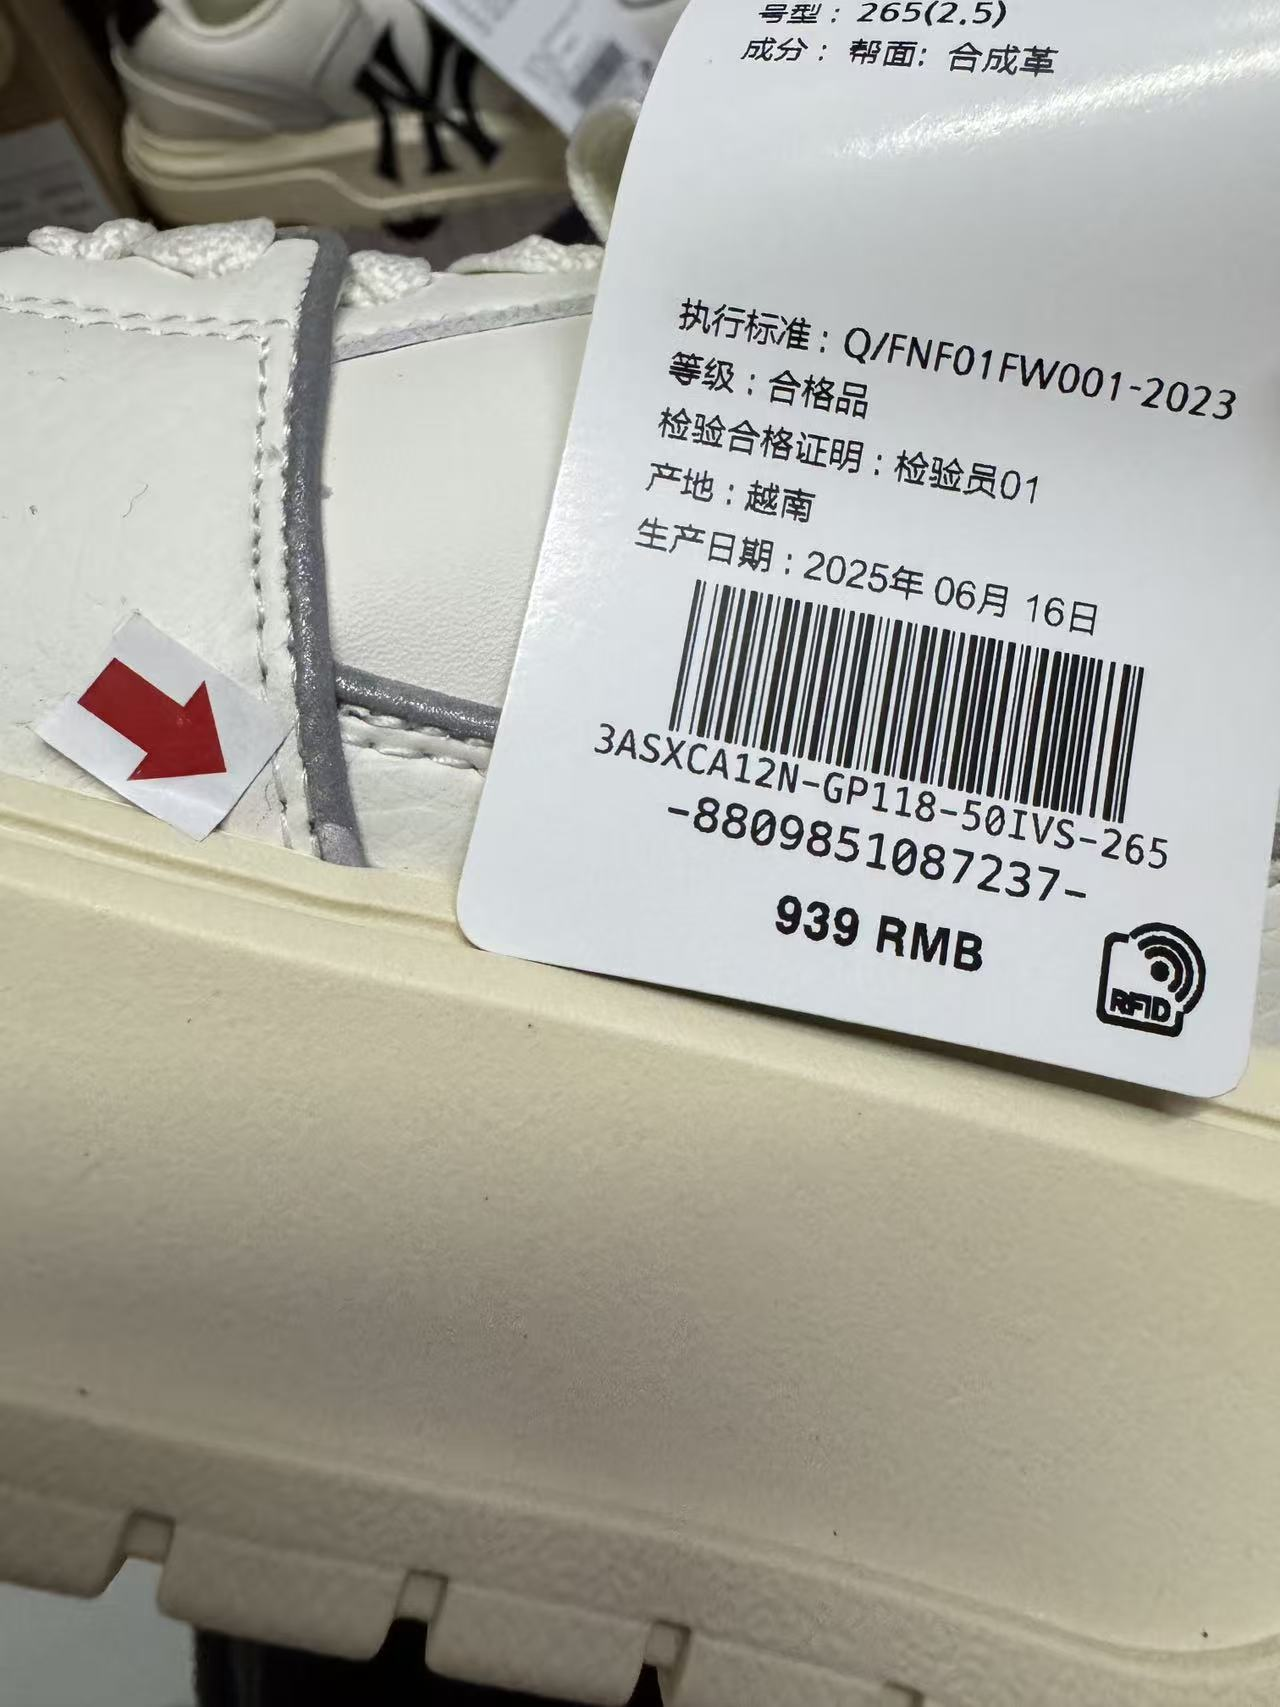 NY
号型：265(2.5)
成分：帮面：合成革
执行标准：Q/FNF01FW001-2023
等级：合格品
检验合格证明：检验员01
产地：越南
生产日期：2025年 06月 16日
3ASXCA12N-GP118-50IVS-265
-8809851087237-
939 RMB
RFID